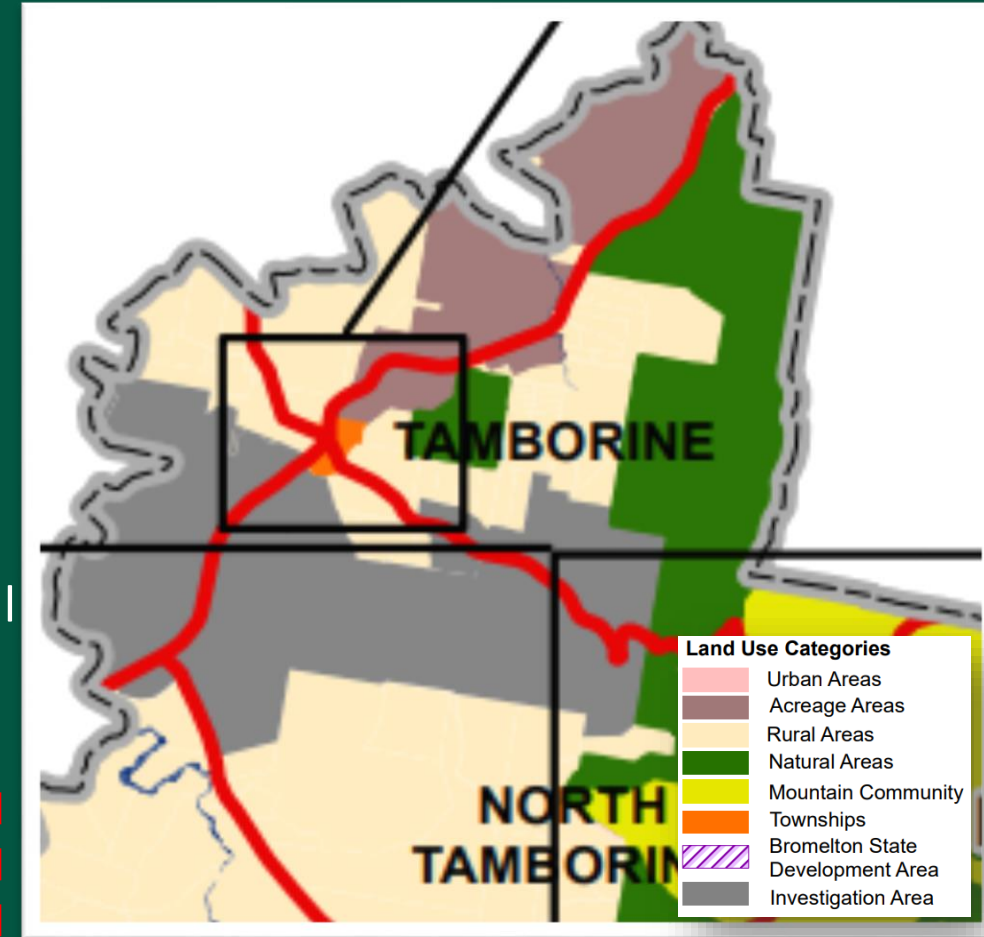 TAMBORINE
NORTH
TAMBORIN
Land Use Categories
Urban Areas
Acreage Areas
Rural Areas
Natural Areas
Mountain Community
Townships
Bromelton State
Development Area
Investigation Area